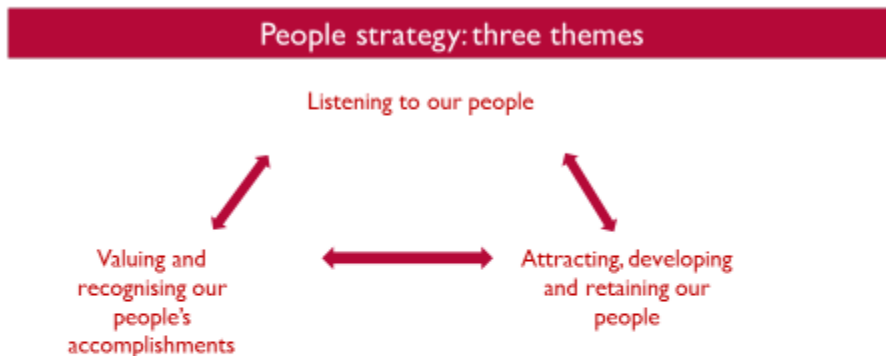 People strategy: three themes
Listening to our people
Valuing and
recognising our
people's
accomplishments
Attracting, developing
and retaining our
people